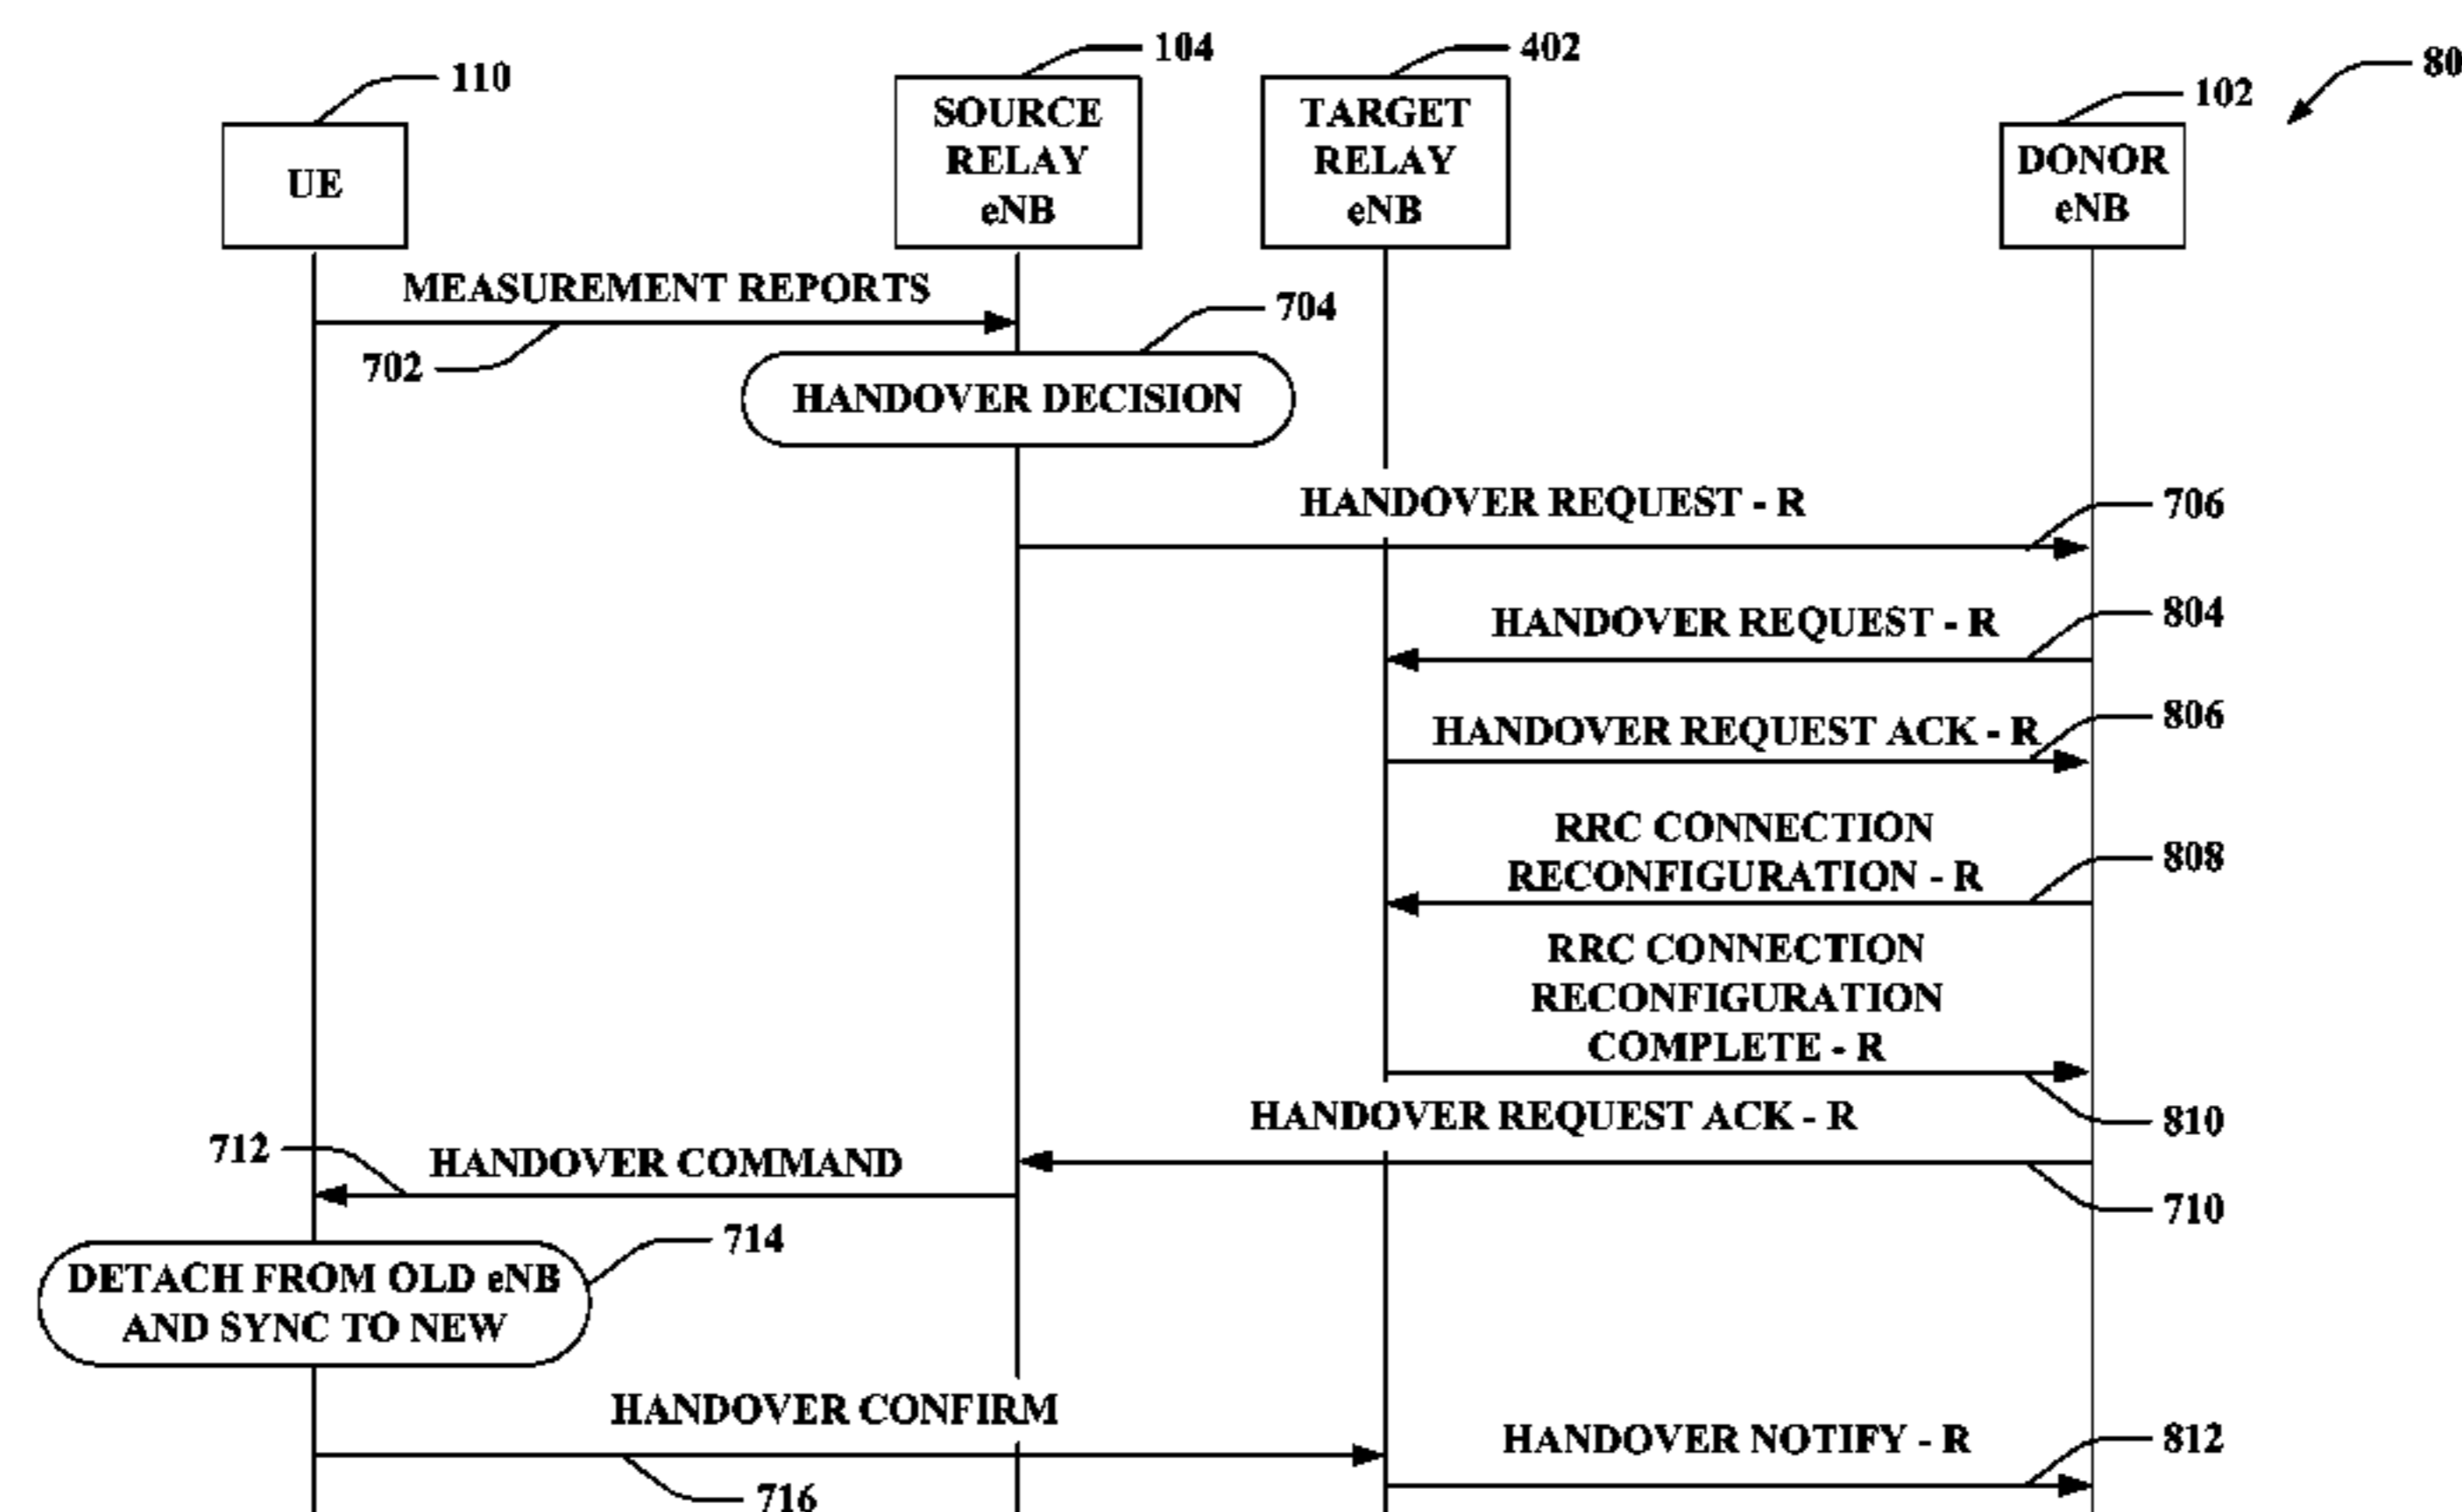 104
402
80
110
102
SOURCE
RELAY
eNB
TARGET
RELAY
eNB
UE
DONOR
eNB
MEASUREMENT REPORTS
704
702
HANDOVER DECISION
HANDOVER REQUEST - R
706
HANDOVER REQUEST - R
804
HANDOVER REQUEST ACK - R
806
RRC CONNECTION
RECONFIGURATION - R
808
RRC CONNECTION
RECONFIGURATION
COMPLETE - R
HANDOVER REQUEST ACK - R
810
712
HANDOVER COMMAND
710
714
DETACH FROM OLD eNB
AND SYNC TO NEW
HANDOVER CONFIRM
HANDOVER NOTIFY - R
812
716